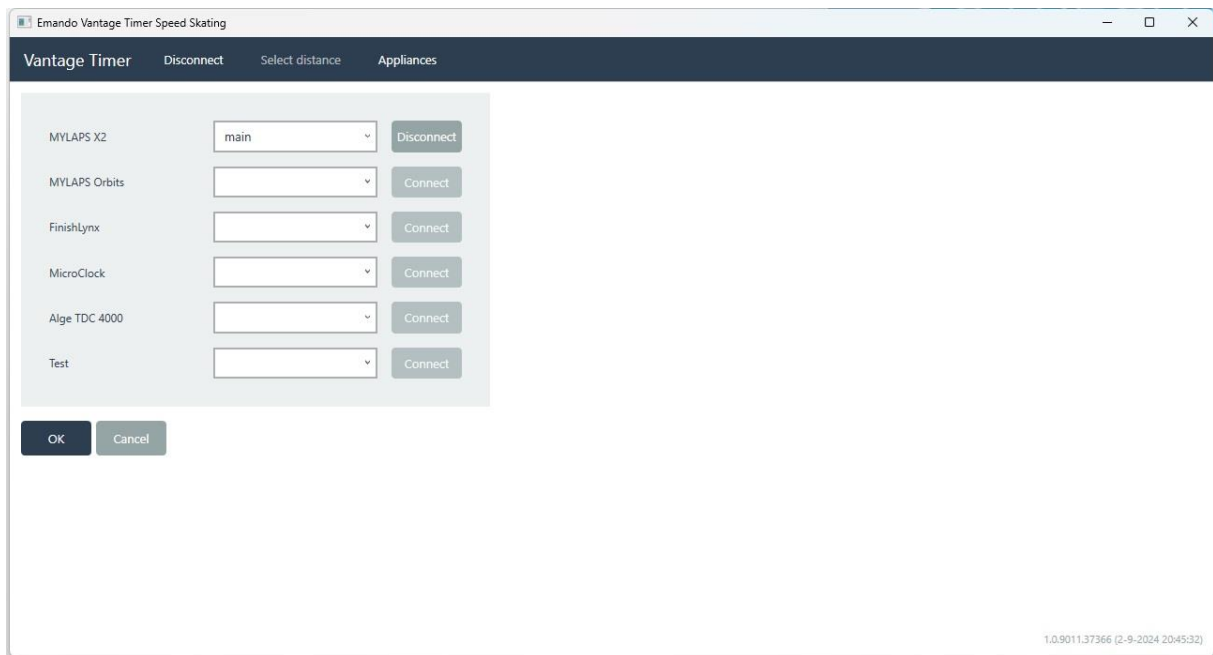 Emando Vantage Timer Speed Skating
Vantage Timer Disconnect Select distance Appliances
MYLAPS X2 main Disconnect
MYLAPS Orbits Connect
FinishLynx Connect
MicroClock Connect
Alge TDC 4000 Connect
Test Connect
OK Cancel
1.0.9011.37366 (2-9-2024 20:45:32)